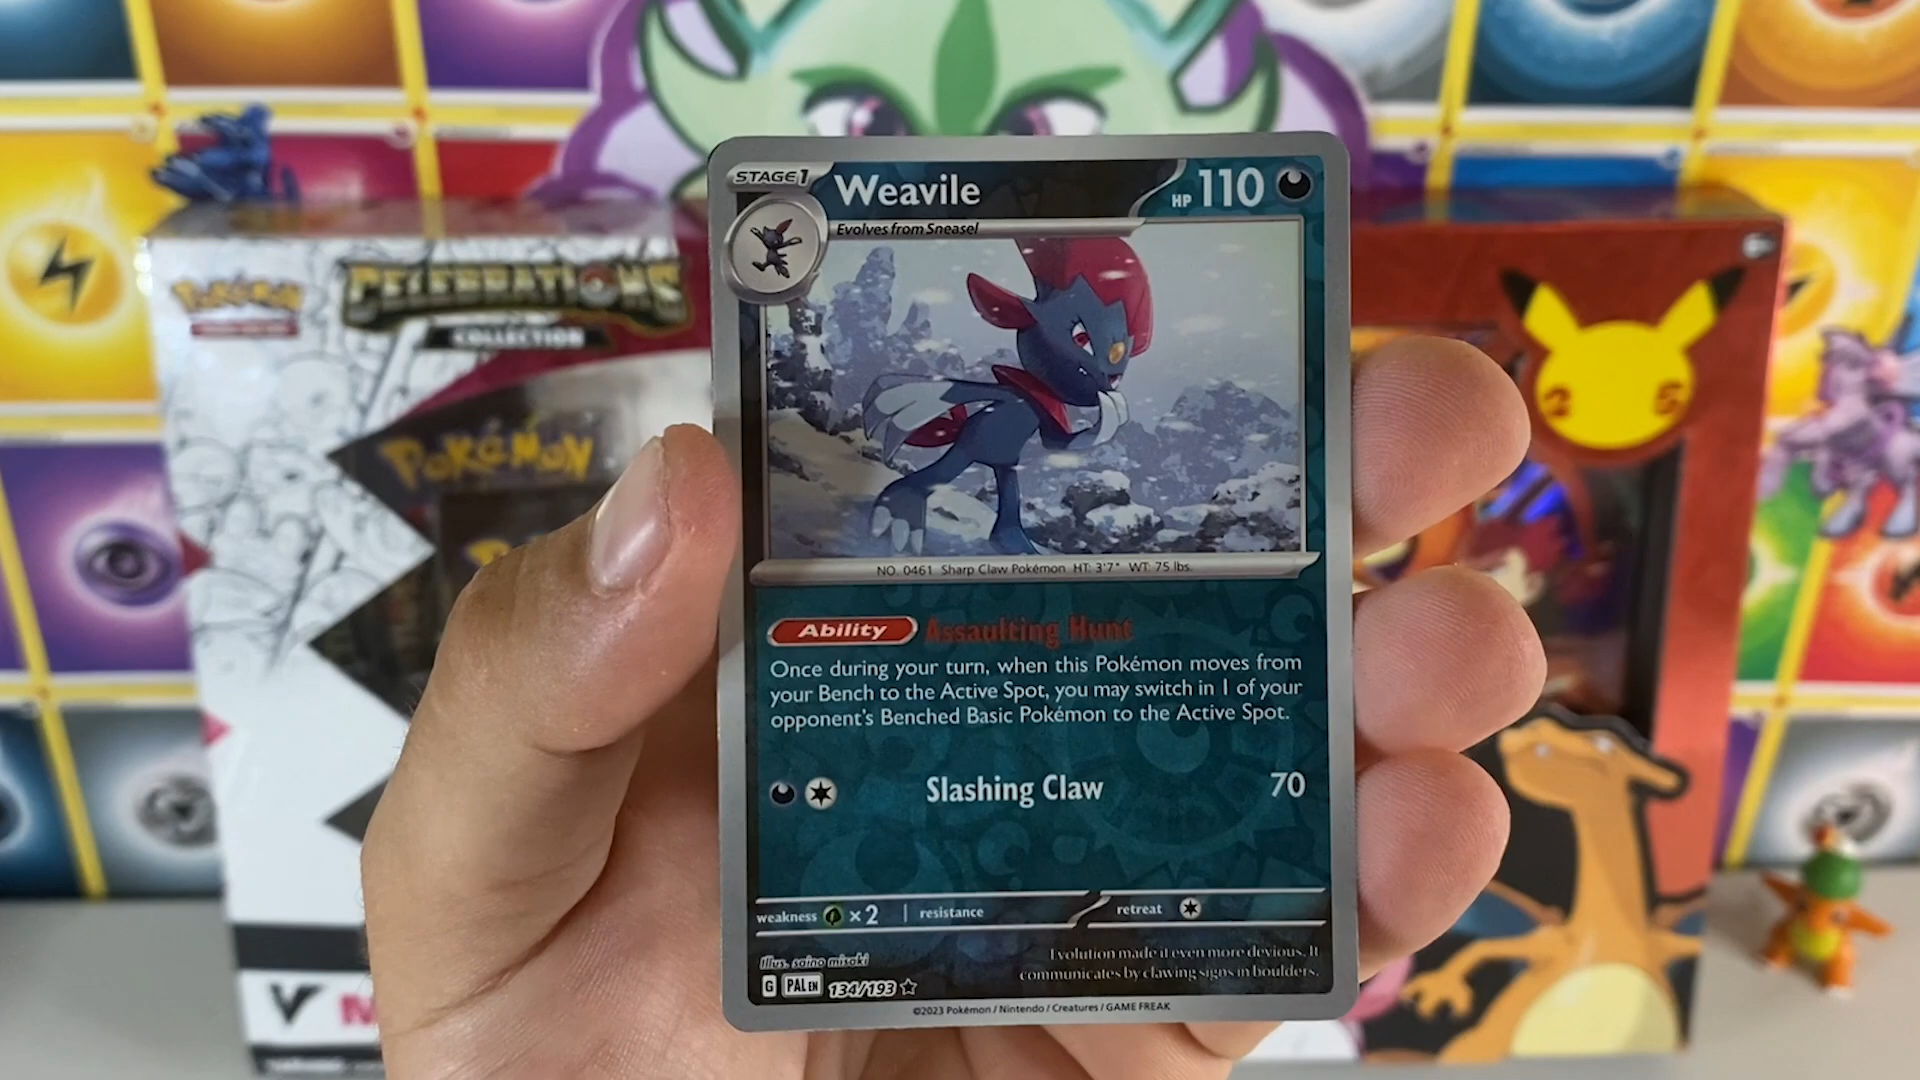 STAGE 1
Weavile
HP 110
Evolves from Sneasel
Pokémon
CELEBRATIONS
COLLECTION
POKéMON
NO. 0461 Sharp Claw Pokémon HT: 3'7" WT: 75 lbs.
Ability Assaulting Hunt
Once during your turn, when this Pokémon moves from
your Bench to the Active Spot, you may switch in 1 of your
opponent's Benched Basic Pokémon to the Active Spot.
Slashing Claw 70
weakness ×2 resistance retreat
Illus. saino misaki
Evolution made it even more devious. It
communicates by clawing signs in boulders.
G PAL EN 134/193
©2023 Pokémon / Nintendo / Creatures / GAME FREAK
V M
25